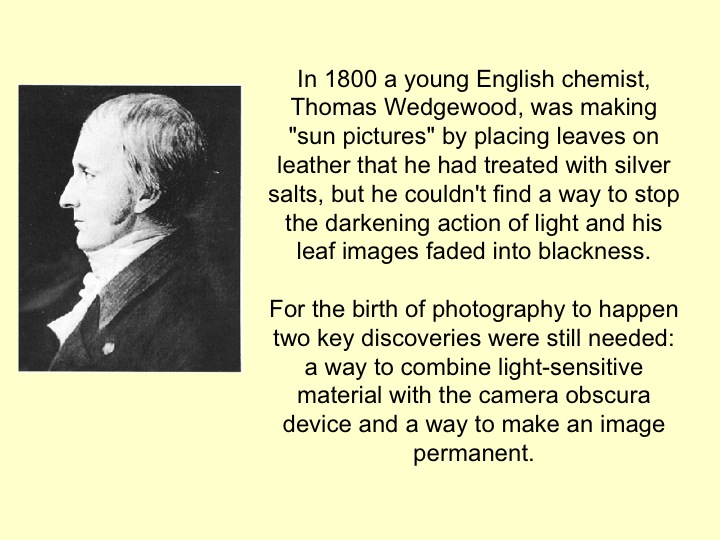 In 1800 a young English chemist,
Thomas Wedgewood, was making
"sun pictures" by placing leaves on
leather that he had treated with silver
salts, but he couldn't find a way to stop
the darkening action of light and his
leaf images faded into blackness.
For the birth of photography to happen
two key discoveries were still needed:
a way to combine light-sensitive
material with the camera obscura
device and a way to make an image
permanent.